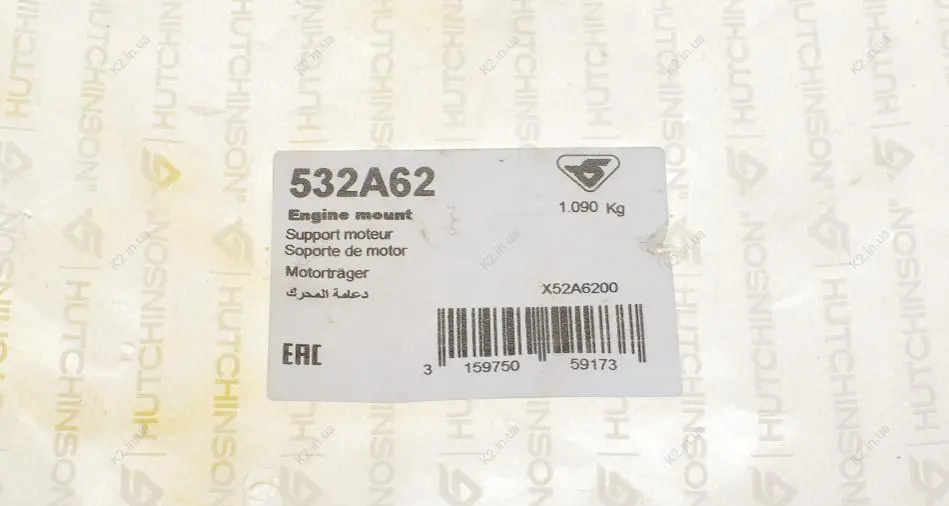 532A62
Engine mount
Support moteur
Soporte de motor
Motorträger
دعامة المحرك
1.090 Kg
X52A6200
EAC
3 159750 59173
HUTCHINSON®
K2.in.ua